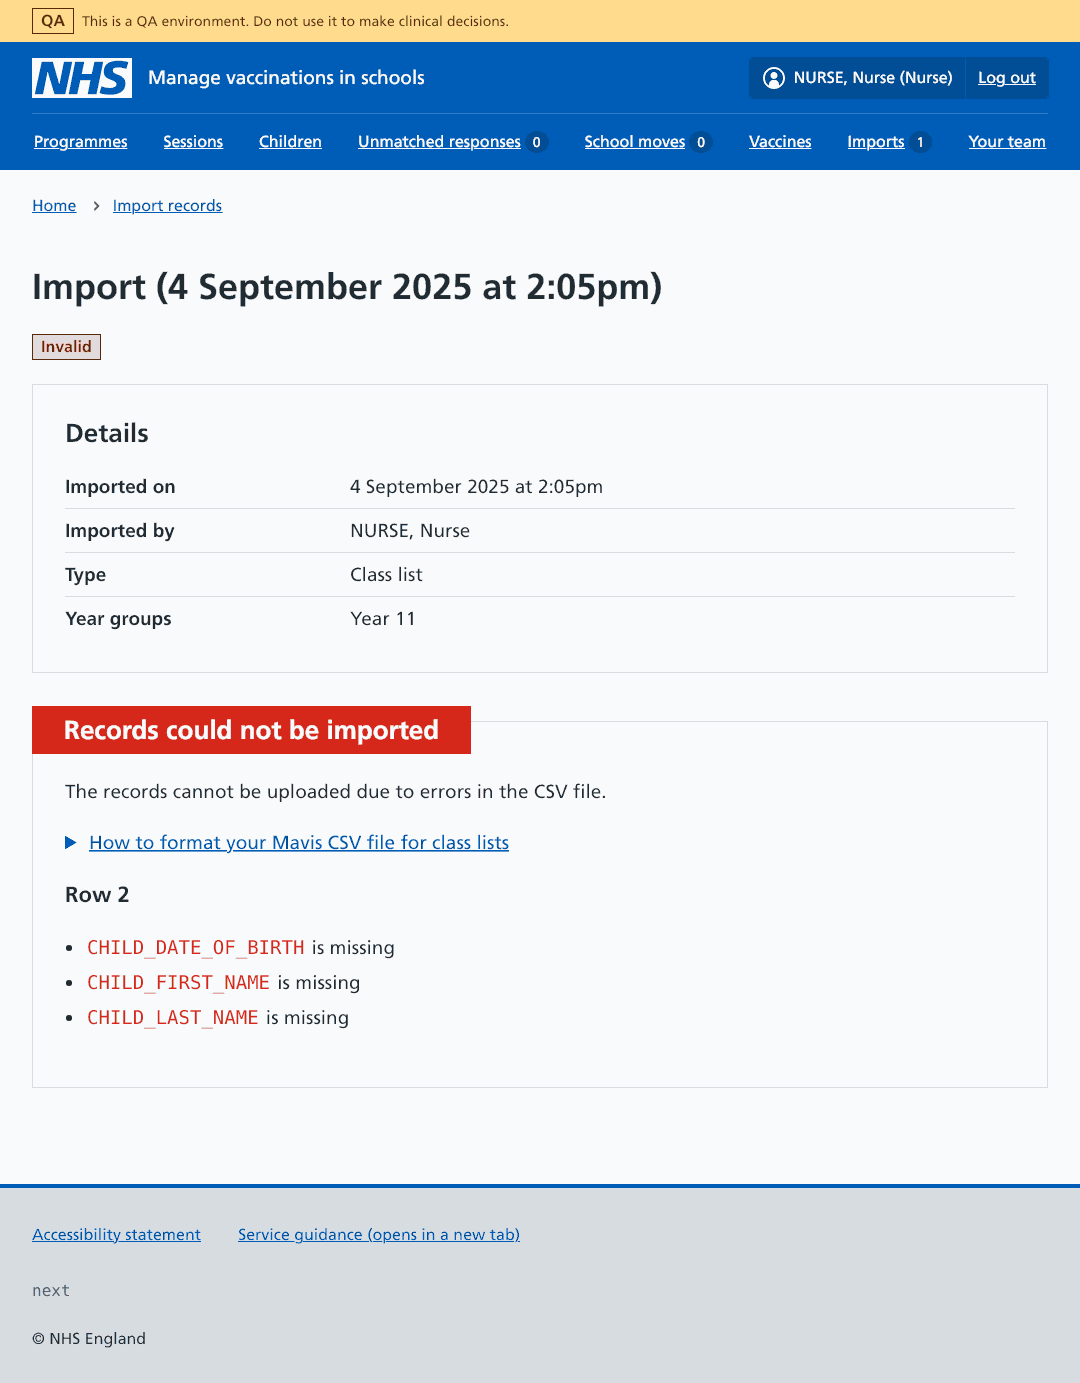 QA This is a QA environment. Do not use it to make clinical decisions.
NHS Manage vaccinations in schools NURSE, Nurse (Nurse) Log out
Programmes Sessions Children Unmatched responses 0 School moves 0 Vaccines Imports 1 Your team
Home Import records
Import (4 September 2025 at 2:05pm)
Invalid
Details
Imported on 4 September 2025 at 2:05pm
Imported by NURSE, Nurse
Type Class list
Year groups Year 11
Records could not be imported
The records cannot be uploaded due to errors in the CSV file.
How to format your Mavis CSV file for class lists
Row 2
• CHILD_DATE_OF_BIRTH is missing
• CHILD_FIRST_NAME is missing
• CHILD_LAST_NAME is missing
Accessibility statement Service guidance (opens in a new tab)
next
© NHS England